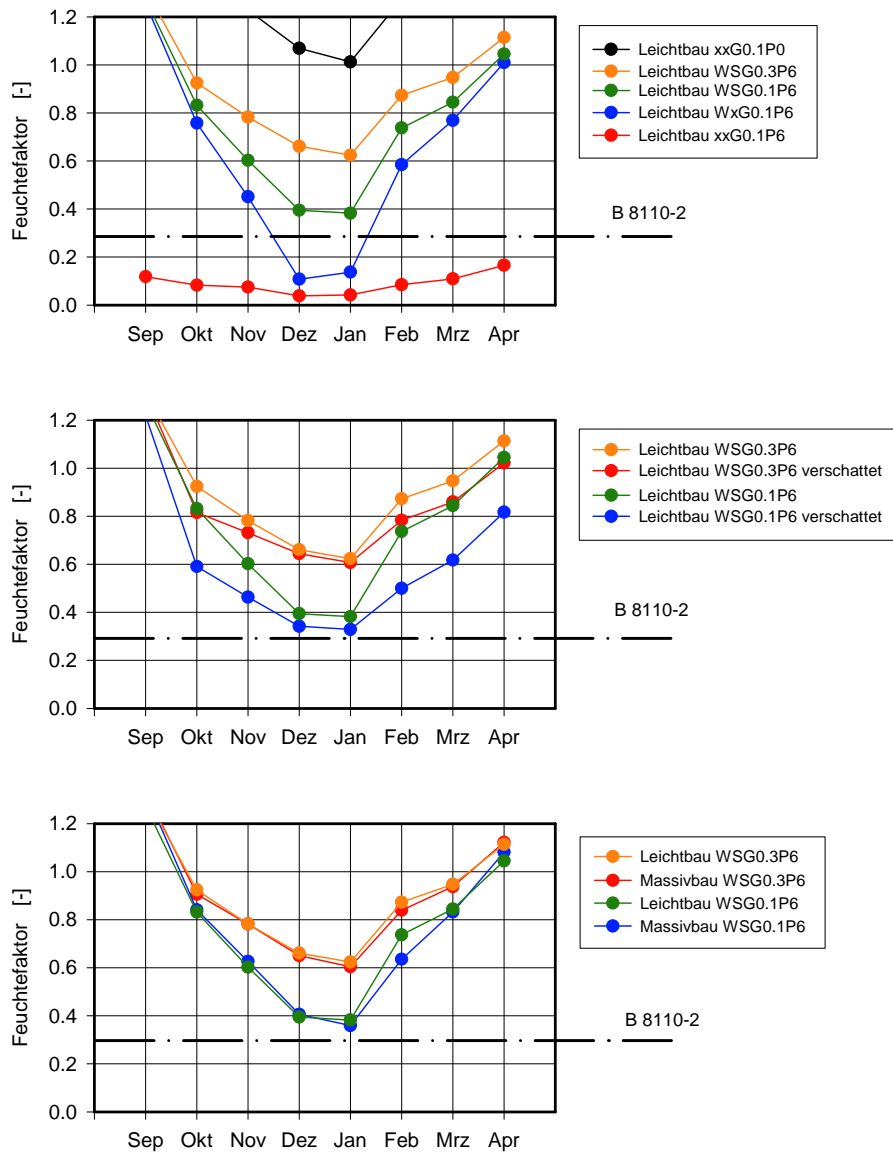 Feuchtefaktor [-]
1.2
1.0
0.8
0.6
0.4
0.2
0.0
Sep Okt Nov Dez Jan Feb Mrz Apr
Leichtbau xxG0.1P0
Leichtbau WSG0.3P6
Leichtbau WSG0.1P6
Leichtbau WxG0.1P6
Leichtbau xxG0.1P6
B 8110-2
Feuchtefaktor [-]
1.2
1.0
0.8
0.6
0.4
0.2
0.0
Sep Okt Nov Dez Jan Feb Mrz Apr
Leichtbau WSG0.3P6
Leichtbau WSG0.3P6 verschattet
Leichtbau WSG0.1P6
Leichtbau WSG0.1P6 verschattet
B 8110-2
Feuchtefaktor [-]
1.2
1.0
0.8
0.6
0.4
0.2
0.0
Sep Okt Nov Dez Jan Feb Mrz Apr
Leichtbau WSG0.3P6
Massivbau WSG0.3P6
Leichtbau WSG0.1P6
Massivbau WSG0.1P6
B 8110-2